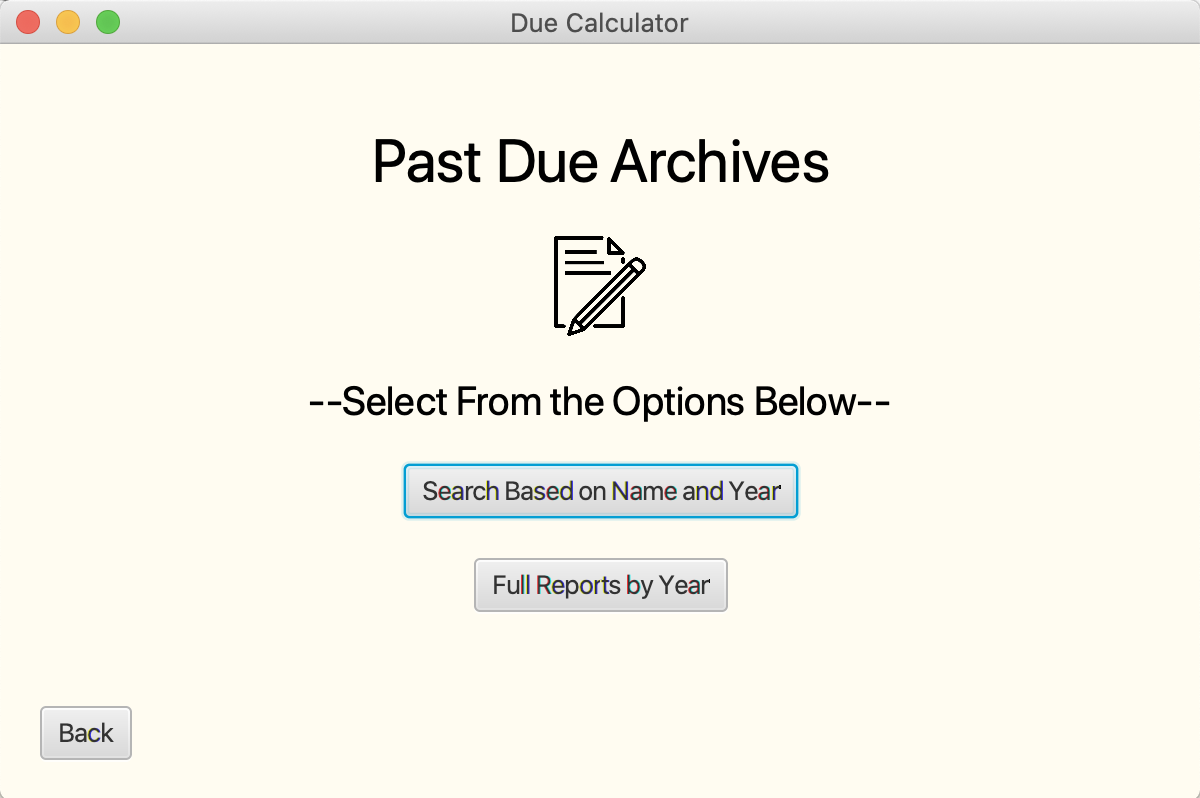 Due Calculator
Past Due Archives
--Select From the Options Below--
Search Based on Name and Year
Full Reports by Year
Back